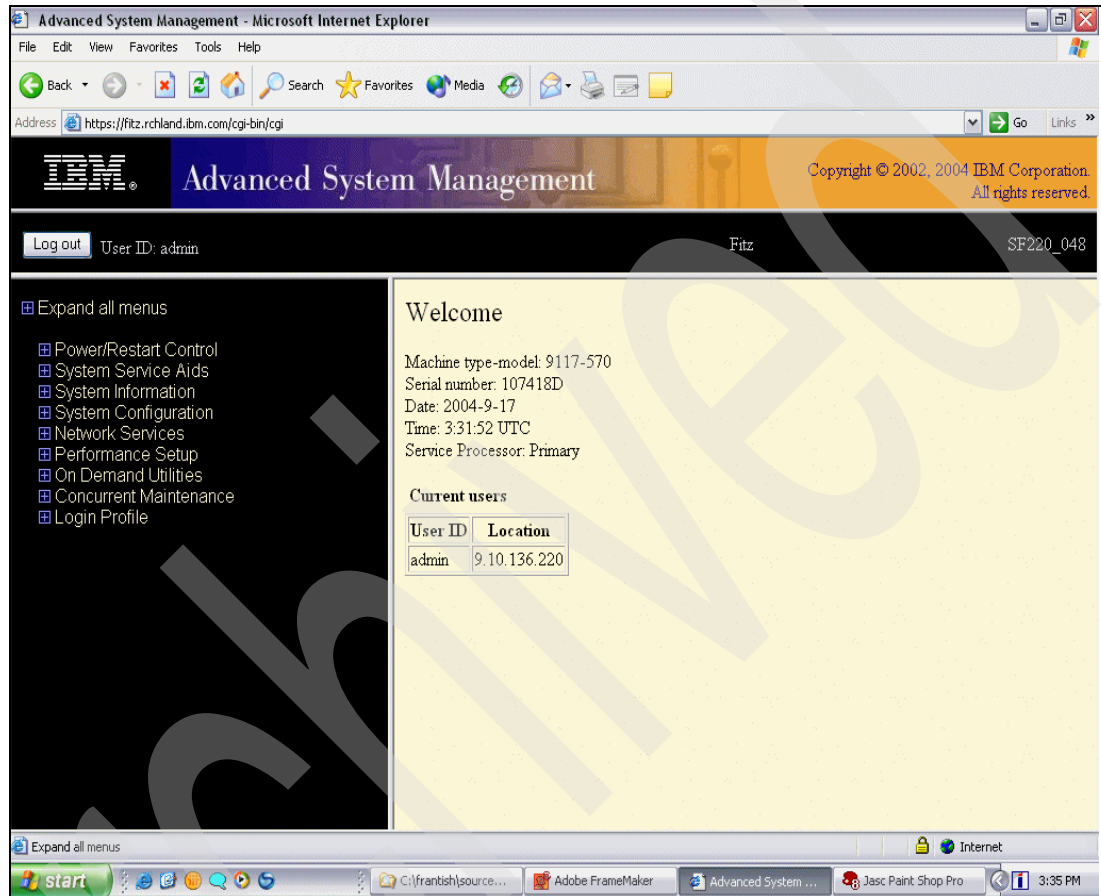 Advanced System Management - Microsoft Internet Explorer
File Edit View Favorites Tools Help
Back Search Favorites Media
Address https://fitz.rchland.ibm.com/cgi-bin/cgi Go Links »
IBM. Advanced System Management
Copyright © 2002, 2004 IBM Corporation.
All rights reserved.
Log out User ID: admin Fitz SF220_048
Expand all menus
Power/Restart Control
System Service Aids
System Information
System Configuration
Network Services
Performance Setup
On Demand Utilities
Concurrent Maintenance
Login Profile
Welcome
Machine type-model: 9117-570
Serial number: 107418D
Date: 2004-9-17
Time: 3:31:52 UTC
Service Processor: Primary
Current users
User ID Location
admin 9.10.136.220
Expand all menus Internet
start C:\frantish\source... Adobe FrameMaker Advanced System ... Jasc Paint Shop Pro 3:35 PM